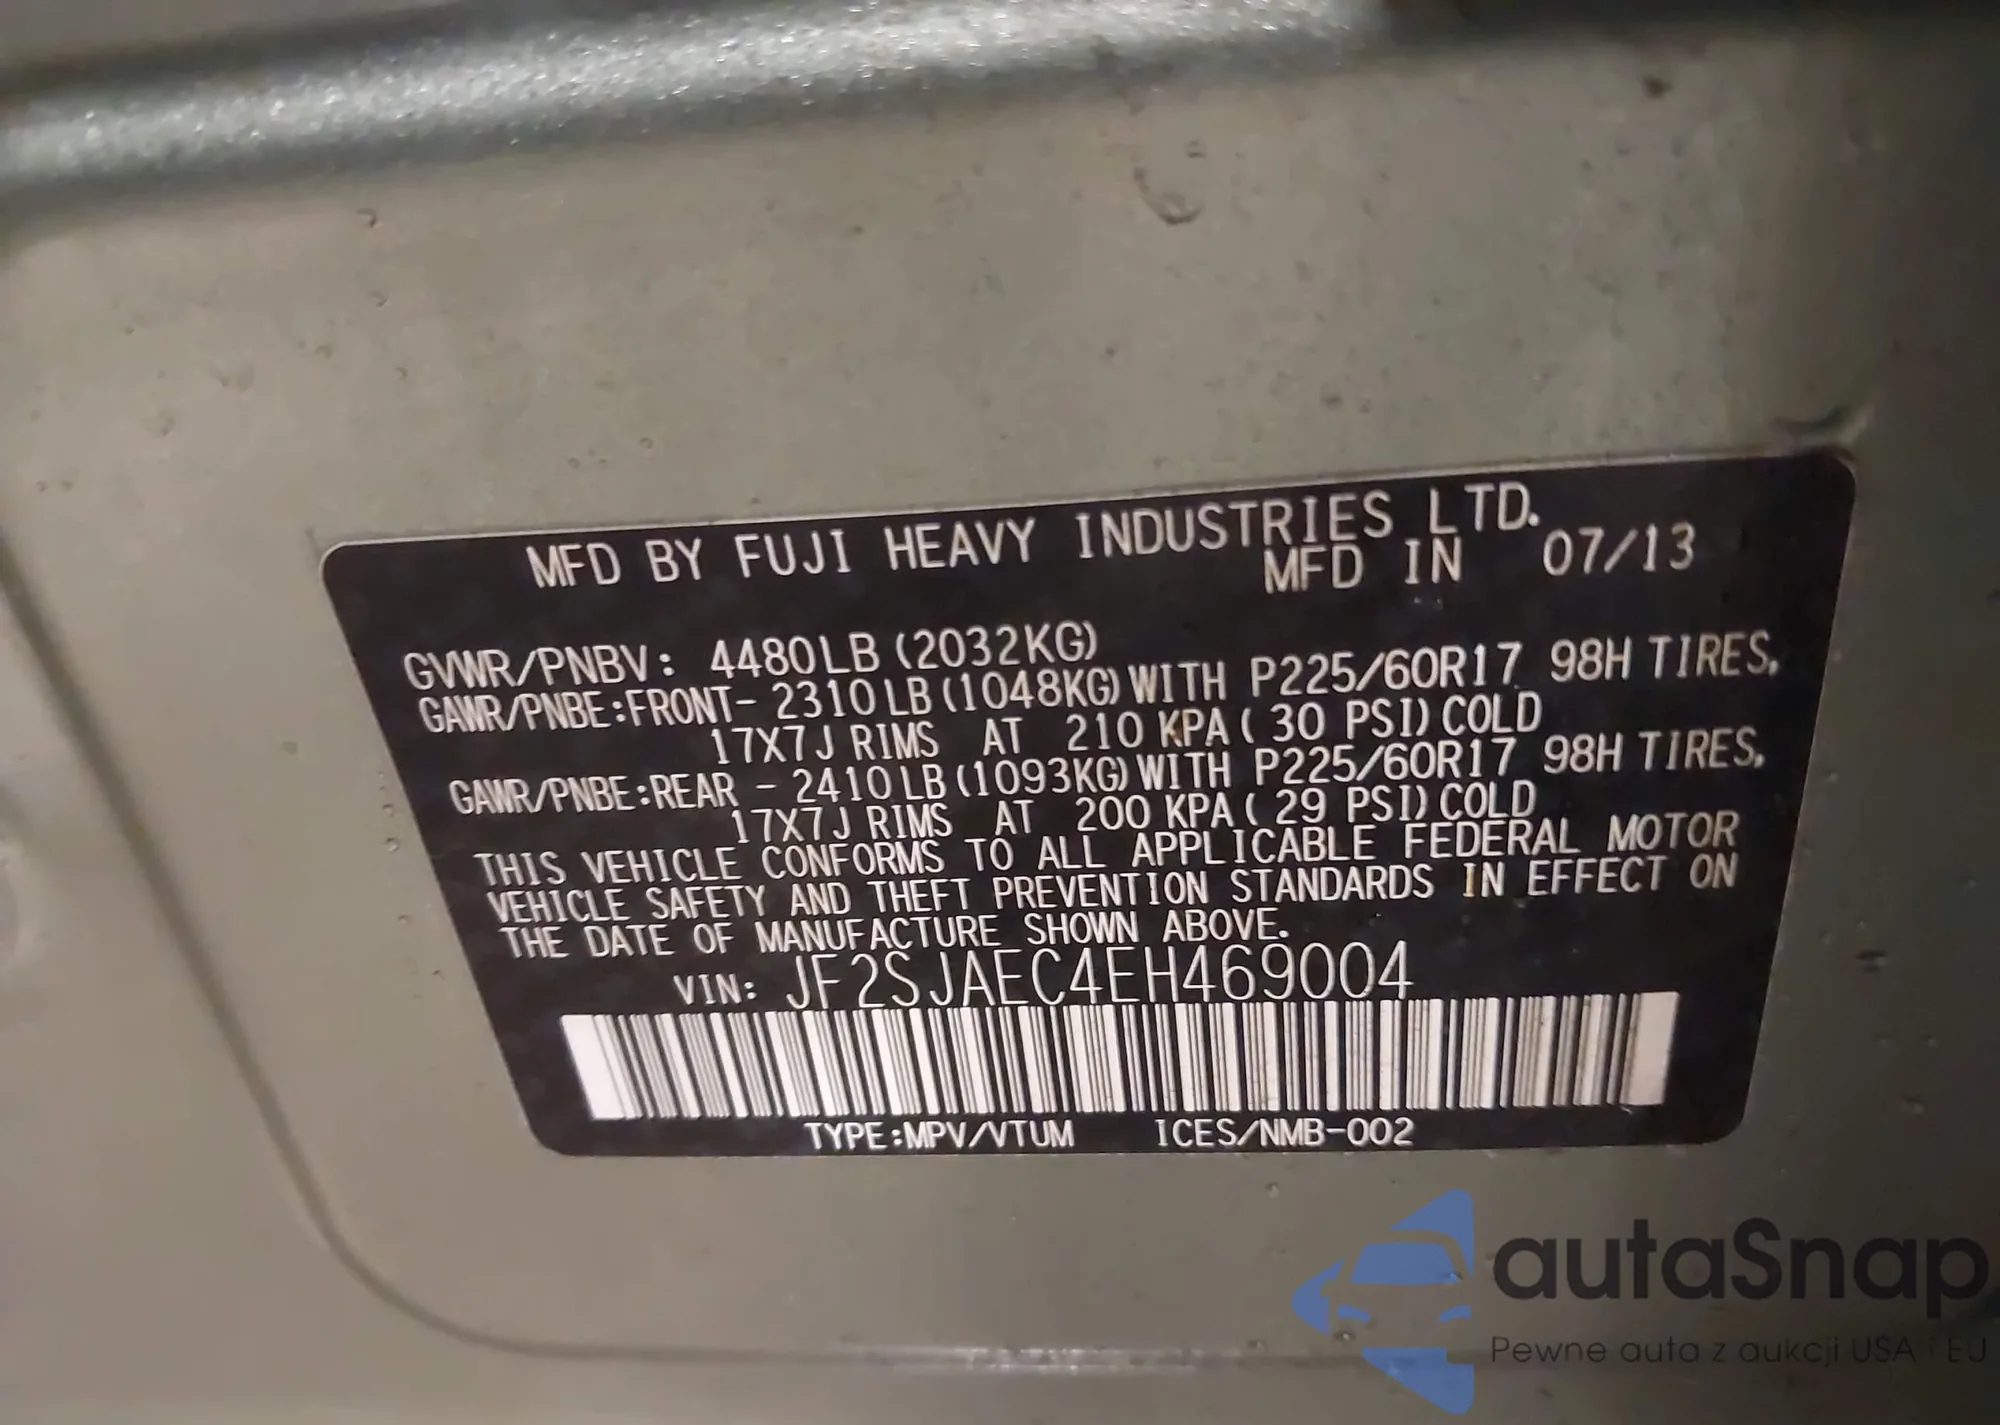 MFD BY FUJI HEAVY INDUSTRIES LTD.
MFD IN 07/13
GVWR/PNBV: 4480LB (2032KG)
GAWR/PNBE:FRONT- 2310LB (1048KG) WITH P225/60R17 98H TIRES,
17X7J RIMS AT 210 KPA ( 30 PSI) COLD
GAWR/PNBE:REAR - 2410LB (1093KG) WITH P225/60R17 98H TIRES,
17X7J RIMS AT 200 KPA ( 29 PSI) COLD
THIS VEHICLE CONFORMS TO ALL APPLICABLE FEDERAL MOTOR
VEHICLE SAFETY AND THEFT PREVENTION STANDARDS IN EFFECT ON
THE DATE OF MANUFACTURE SHOWN ABOVE.
VIN: JF2SJAEC4EH469004
TYPE:MPV/VTUM ICES/NMB-002
autaSnap
Pewne auta z aukcji USA i EU